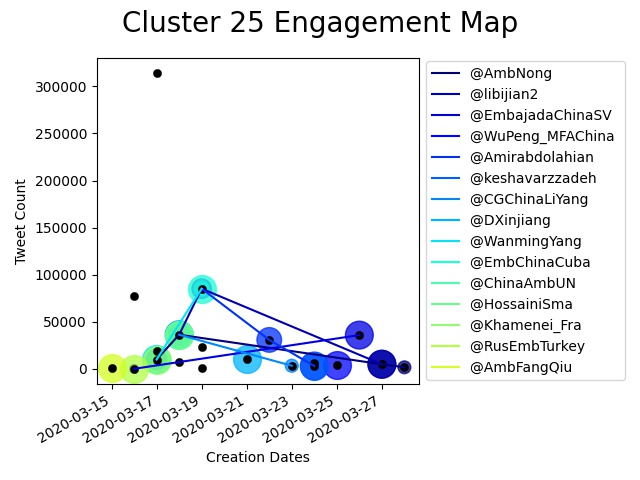 Cluster 25 Engagement Map
Tweet Count
300000
250000
200000
150000
100000
50000
0
2020-03-15
2020-03-17
2020-03-19
2020-03-21
2020-03-23
2020-03-25
2020-03-27
Creation Dates
@AmbNong
@libijian2
@EmbajadaChinaSV
@WuPeng_MFAChina
@Amirabdolahian
@keshavarzzadeh
@CGChinaLiYang
@DXinjiang
@WanmingYang
@EmbChinaCuba
@ChinaAmbUN
@HossainiSma
@Khamenei_Fra
@RusEmbTurkey
@AmbFangQiu